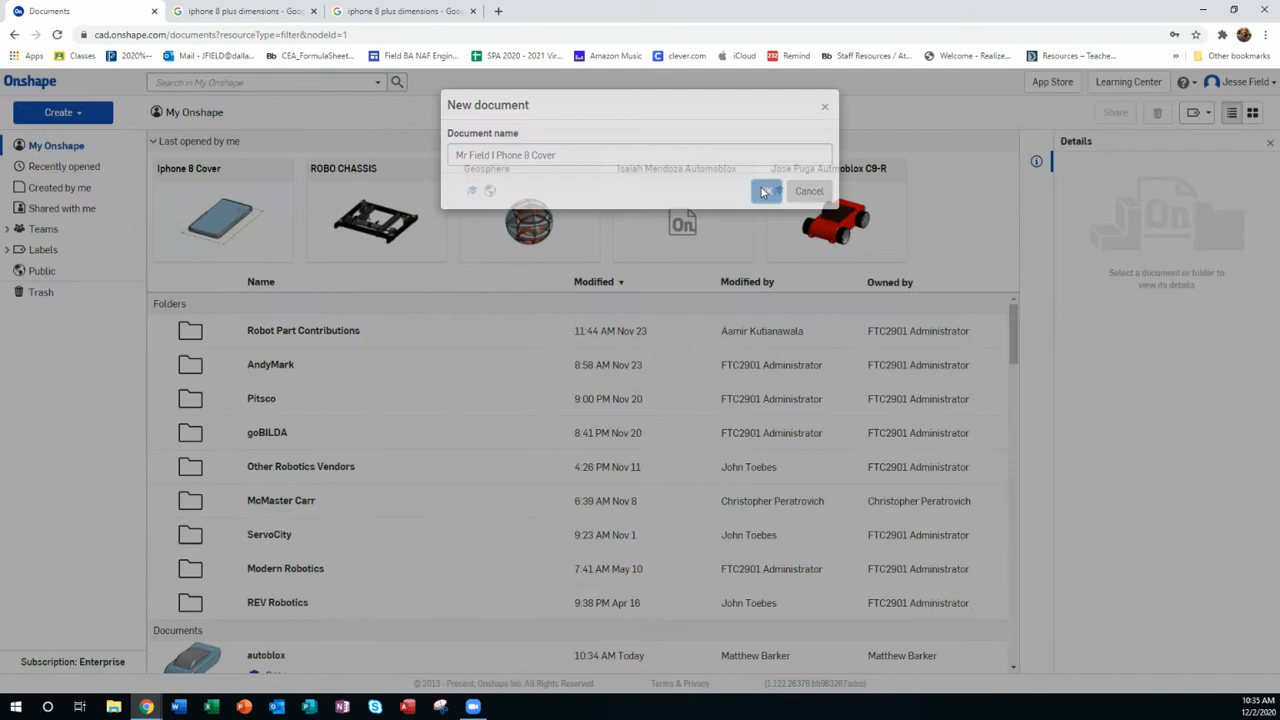 Documents
iphone 8 plus dimensions - Goog
iphone 8 plus dimensions - Goog
cad.onshape.com/documents?resourceType=filter&nodeId=1
Apps
Classes
2020%--
Mail - JFIELD@dalla...
CEA_FormulaSheet...
Field BA NAF Engin...
SPA 2020 - 2021 Vir...
Amazon Music
clever.com
iCloud
Remind
Staff Resources / At...
Welcome - Realize...
Resources – Teache...
Other bookmarks
Onshape
Search in My Onshape
App Store
Learning Center
Jesse Field
Create
My Onshape
Share
New document
Document name
Mr Field I Phone 8 Cover
Cancel
My Onshape
Recently opened
Created by me
Shared with me
Teams
Labels
Public
Trash
Last opened by me
Iphone 8 Cover
ROBO CHASSIS
Geosphere
Isaiah Mendoza Automoblox
Jose Puga Autmoblox C9-R
Details
Select a document or folder to
view its details
Name
Modified
Modified by
Owned by
Folders
Robot Part Contributions
11:44 AM Nov 23
Aamir Kutianawala
FTC2901 Administrator
AndyMark
8:58 AM Nov 23
FTC2901 Administrator
FTC2901 Administrator
Pitsco
9:00 PM Nov 20
FTC2901 Administrator
FTC2901 Administrator
goBILDA
8:41 PM Nov 20
FTC2901 Administrator
FTC2901 Administrator
Other Robotics Vendors
4:26 PM Nov 11
John Toebes
FTC2901 Administrator
McMaster Carr
6:39 AM Nov 8
Christopher Peratrovich
Christopher Peratrovich
ServoCity
9:23 AM Nov 1
John Toebes
FTC2901 Administrator
Modern Robotics
7:41 AM May 10
FTC2901 Administrator
FTC2901 Administrator
REV Robotics
9:38 PM Apr 16
John Toebes
FTC2901 Administrator
Documents
autoblox
10:34 AM Today
Matthew Barker
Matthew Barker
Subscription: Enterprise
© 2013 - Present, Onshape Inc. All Rights Reserved.
Terms & Privacy
10:35 AM
12/2/2020